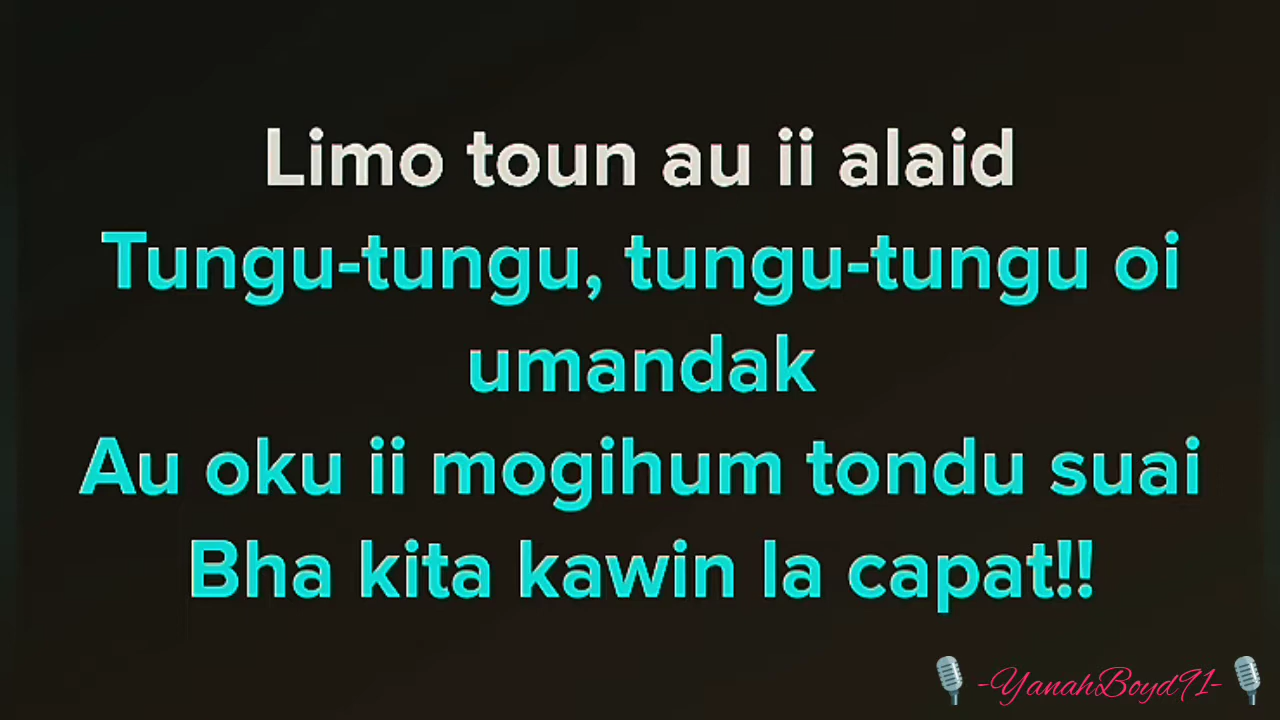 Limo toun au ii alaid
Tungu-tungu, tungu-tungu oi
umandak
Au oku ii mogihum tondu suai
Bha kita kawin la capat!!
-YanahBoyd91-